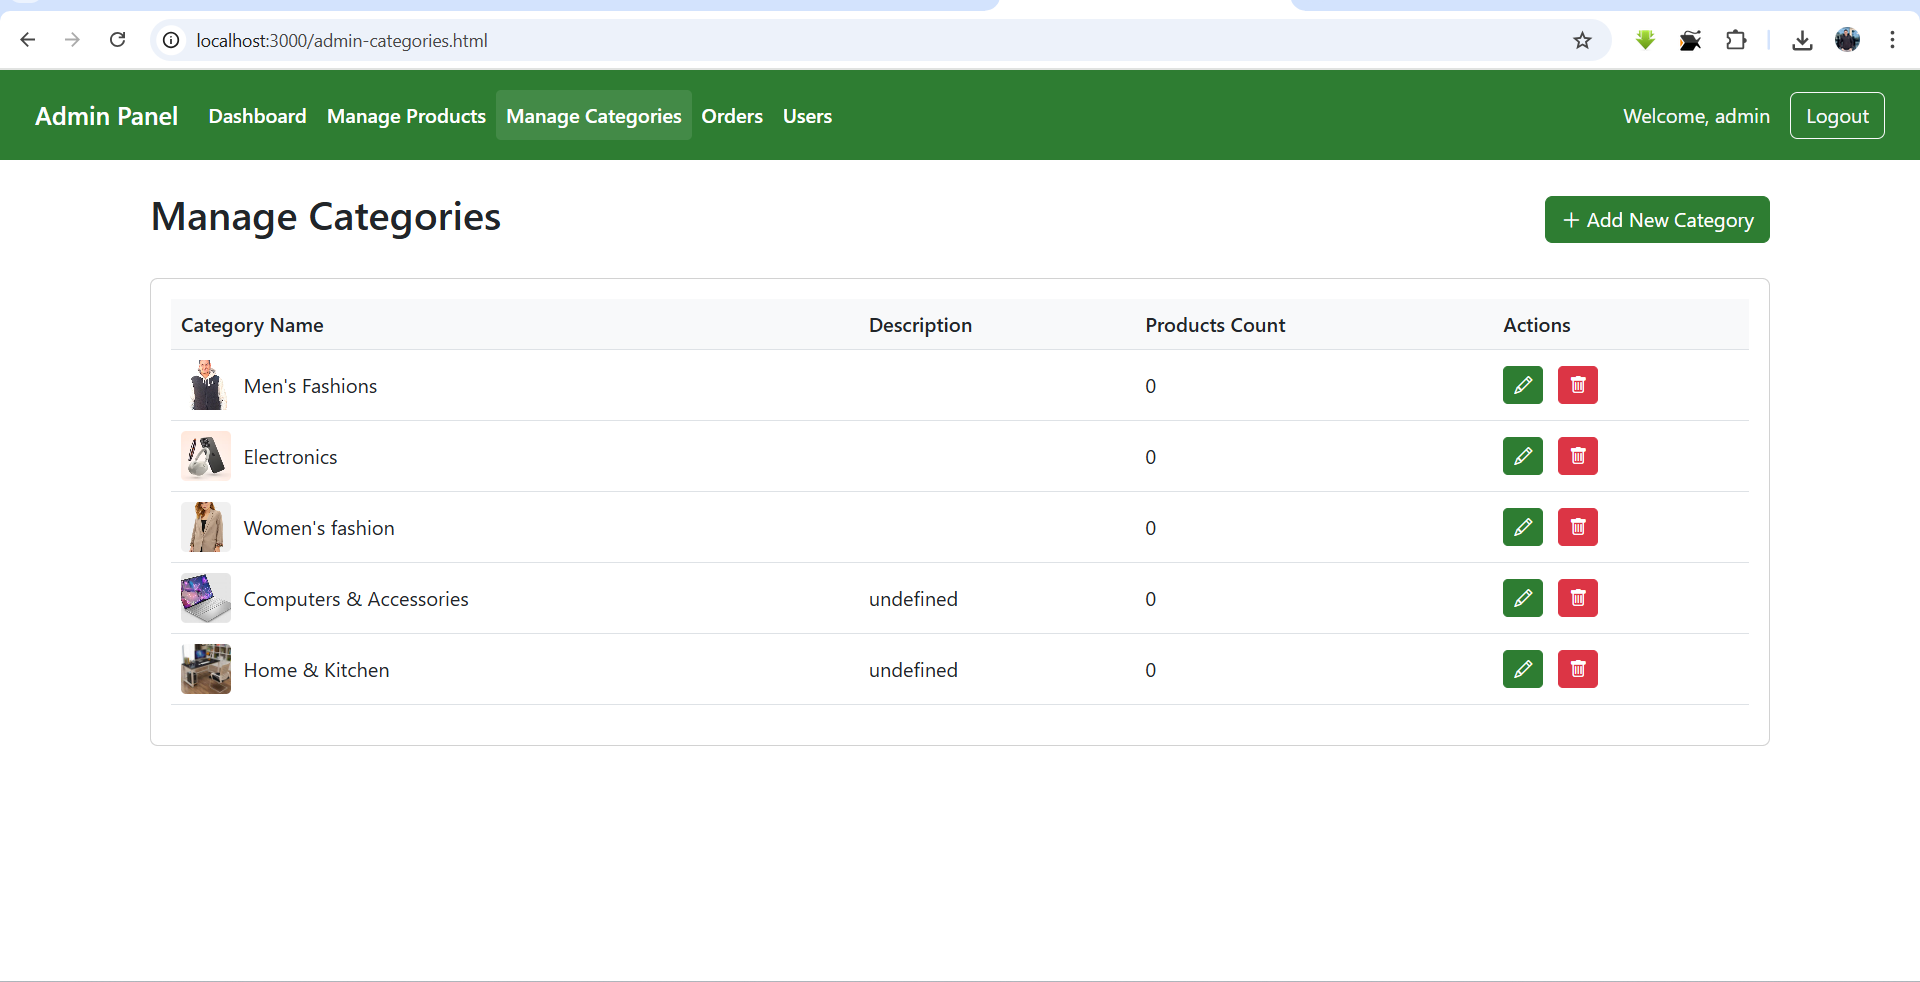 localhost:3000/admin-categories.html
Admin Panel Dashboard Manage Products Manage Categories Orders Users Welcome, admin Logout
Manage Categories + Add New Category
Category Name Description Products Count Actions
Men's Fashions 0
Electronics 0
Women's fashion 0
Computers & Accessories undefined 0
Home & Kitchen undefined 0